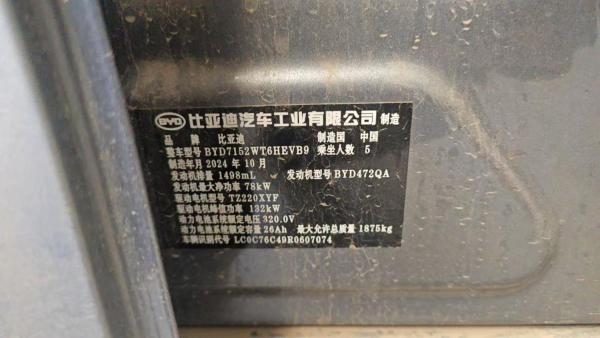 BYD 比亚迪汽车工业有限公司 制造
品 牌 比亚迪 制造国 中国
整车型号 BYD7152WT6HEVB9 乘坐人数 5
制造年月 2024 年 10 月
发动机排量 1498mL 发动机型号 BYD472QA
发动机最大净功率 78kW
驱动电机型号 TZ220XYF
驱动电机峰值功率 132kW
动力电池系统额定电压 320.0V
动力电池系统额定容量 26Ah 最大允许总质量 1875kg
车辆识别代号 LC0C76C49R0607074